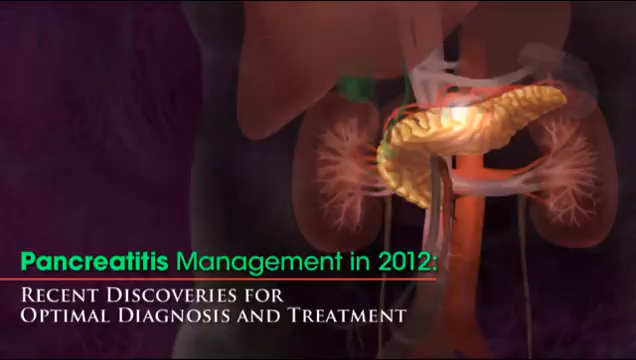 Pancreatitis Management in 2012:
RECENT DISCOVERIES FOR
OPTIMAL DIAGNOSIS AND TREATMENT